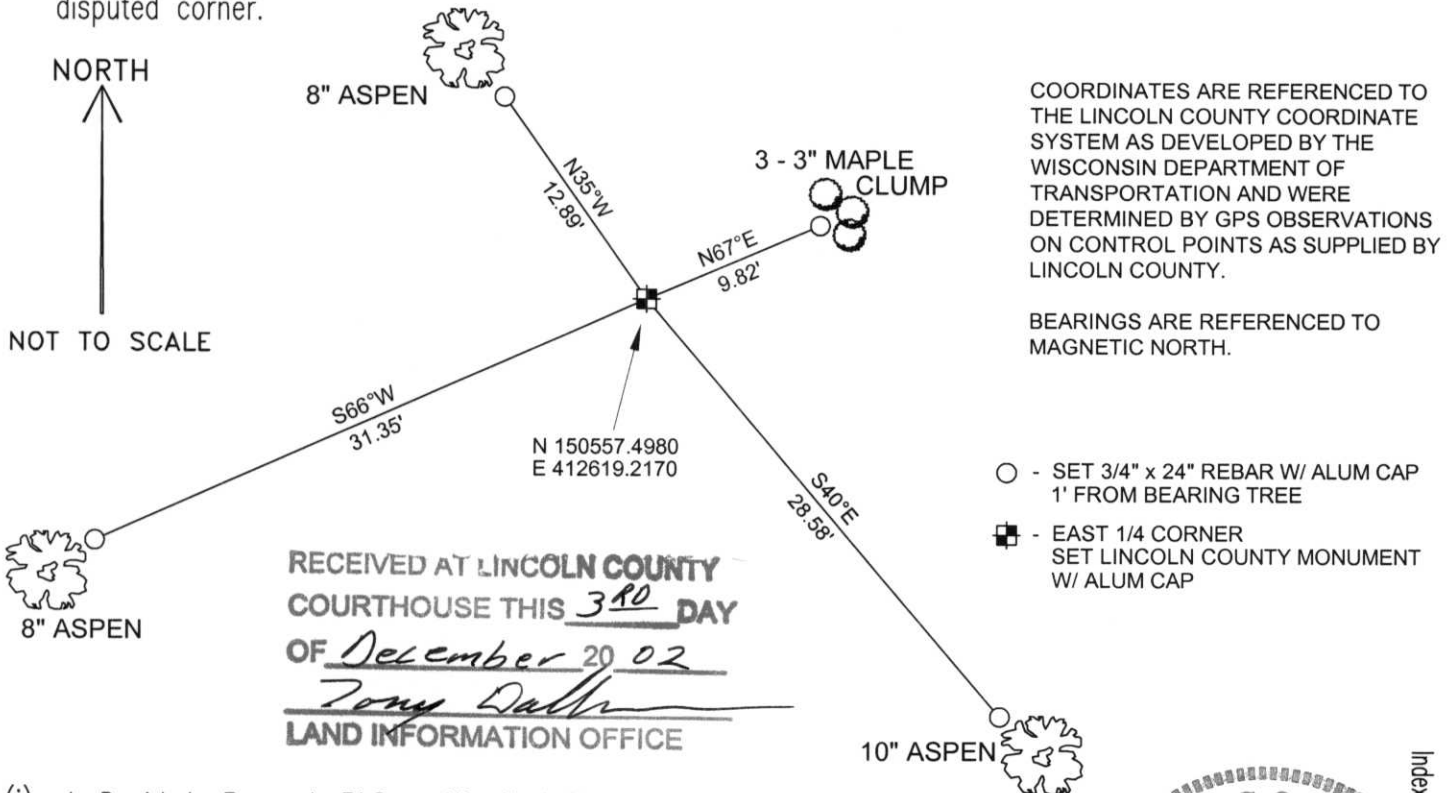 disputed corner.
NORTH
NOT TO SCALE
8" ASPEN
N35°W
12.89'
3 - 3" MAPLE
CLUMP
N67°E
9.82'
S66°W
31.35'
N 150557.4980
E 412619.2170
S40°E
28.58'
8" ASPEN
10" ASPEN
COORDINATES ARE REFERENCED TO
THE LINCOLN COUNTY COORDINATE
SYSTEM AS DEVELOPED BY THE
WISCONSIN DEPARTMENT OF
TRANSPORTATION AND WERE
DETERMINED BY GPS OBSERVATIONS
ON CONTROL POINTS AS SUPPLIED BY
LINCOLN COUNTY.
BEARINGS ARE REFERENCED TO
MAGNETIC NORTH.
- SET 3/4" x 24" REBAR W/ ALUM CAP
1' FROM BEARING TREE
- EAST 1/4 CORNER
SET LINCOLN COUNTY MONUMENT
W/ ALUM CAP
RECEIVED AT LINCOLN COUNTY
COURTHOUSE THIS 3RD DAY
OF December 20 02
Tony
LAND INFORMATION OFFICE
(i)
Index